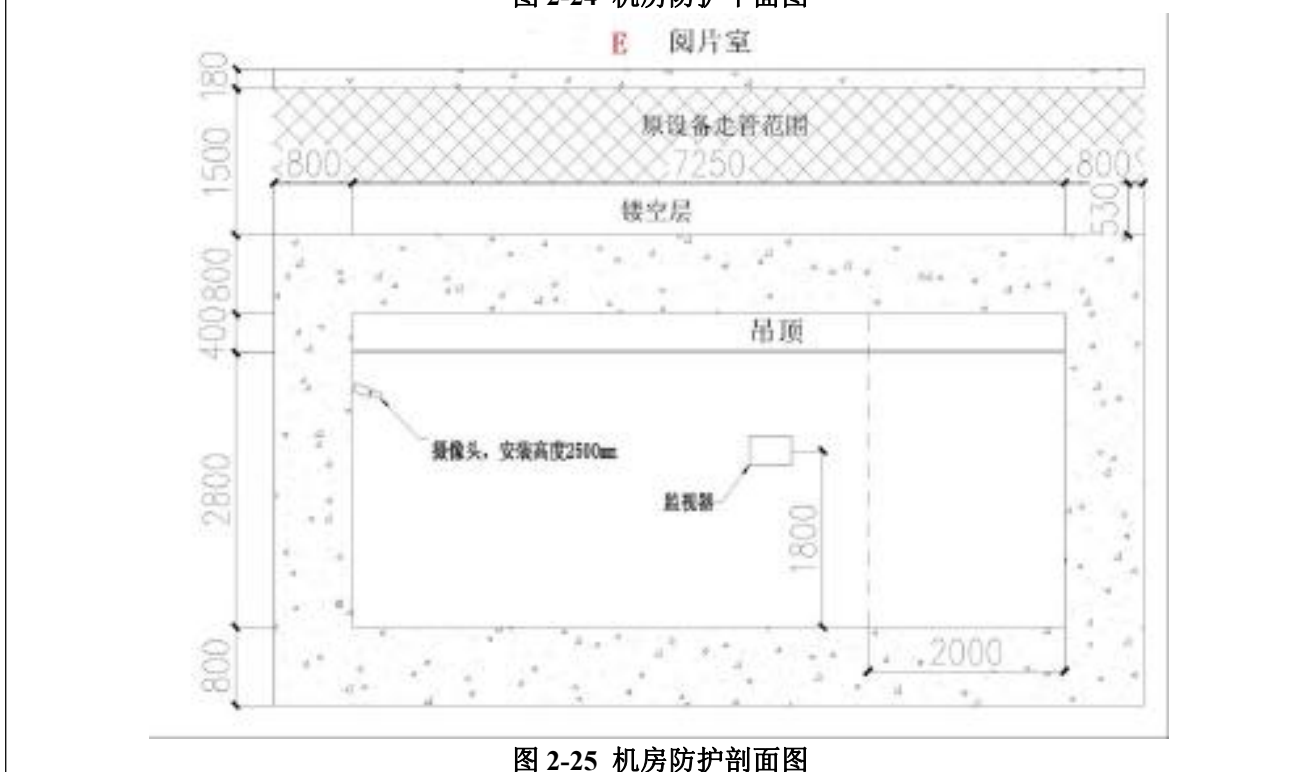 图 2-24 机房防护平面图
E 阅片室
180
原设备走管范围
1500
800
7250
800
530
镂空层
800
400
吊顶
摄像头，安装高度2500mm
2800
监视器
1800
800
2000
图 2-25 机房防护剖面图